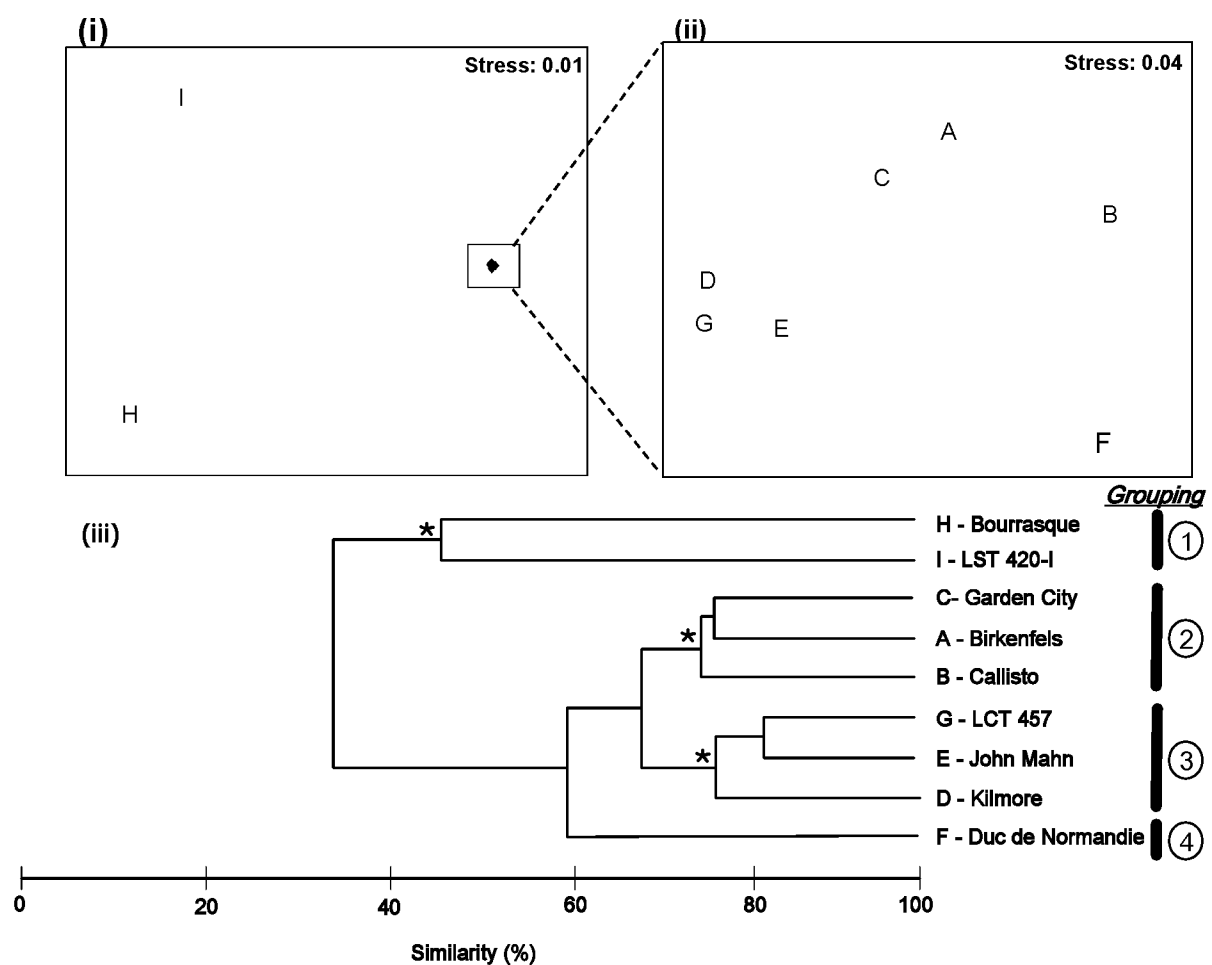 (i)
(ii)
Stress: 0.01
Stress: 0.04
I
A
C
B
D
G
E
H
F
Grouping
(iii)
*
H - Bourrasque
1
I - LST 420-I
C- Garden City
*
A - Birkenfels
2
B - Callisto
G - LCT 457
*
E - John Mahn
3
D - Kilmore
F - Duc de Normandie
4
0 20 40 60 80 100
Similarity (%)